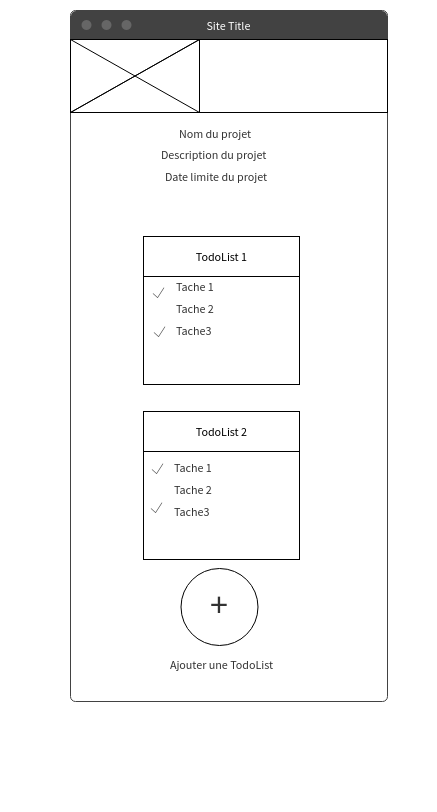 Site Title
Nom du projet
Description du projet
Date limite du projet
TodoList 1
Tache 1
Tache 2
Tache3
TodoList 2
Tache 1
Tache 2
Tache3
+
Ajouter une TodoList